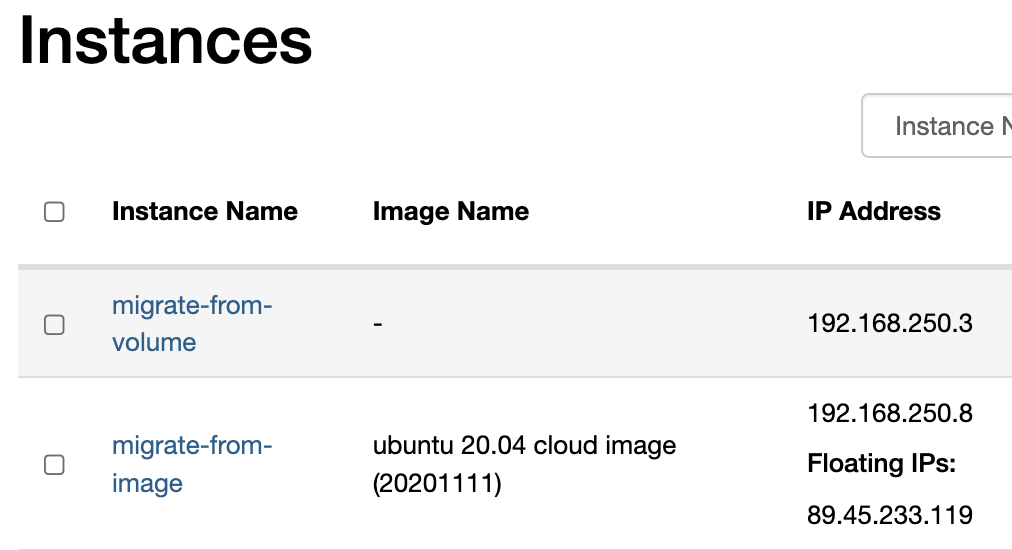 Instances
Instance
Instance Name Image Name IP Address
migrate-from-
volume
-
192.168.250.3
migrate-from-
image
ubuntu 20.04 cloud image
(20201111)
192.168.250.8
Floating IPs:
89.45.233.119